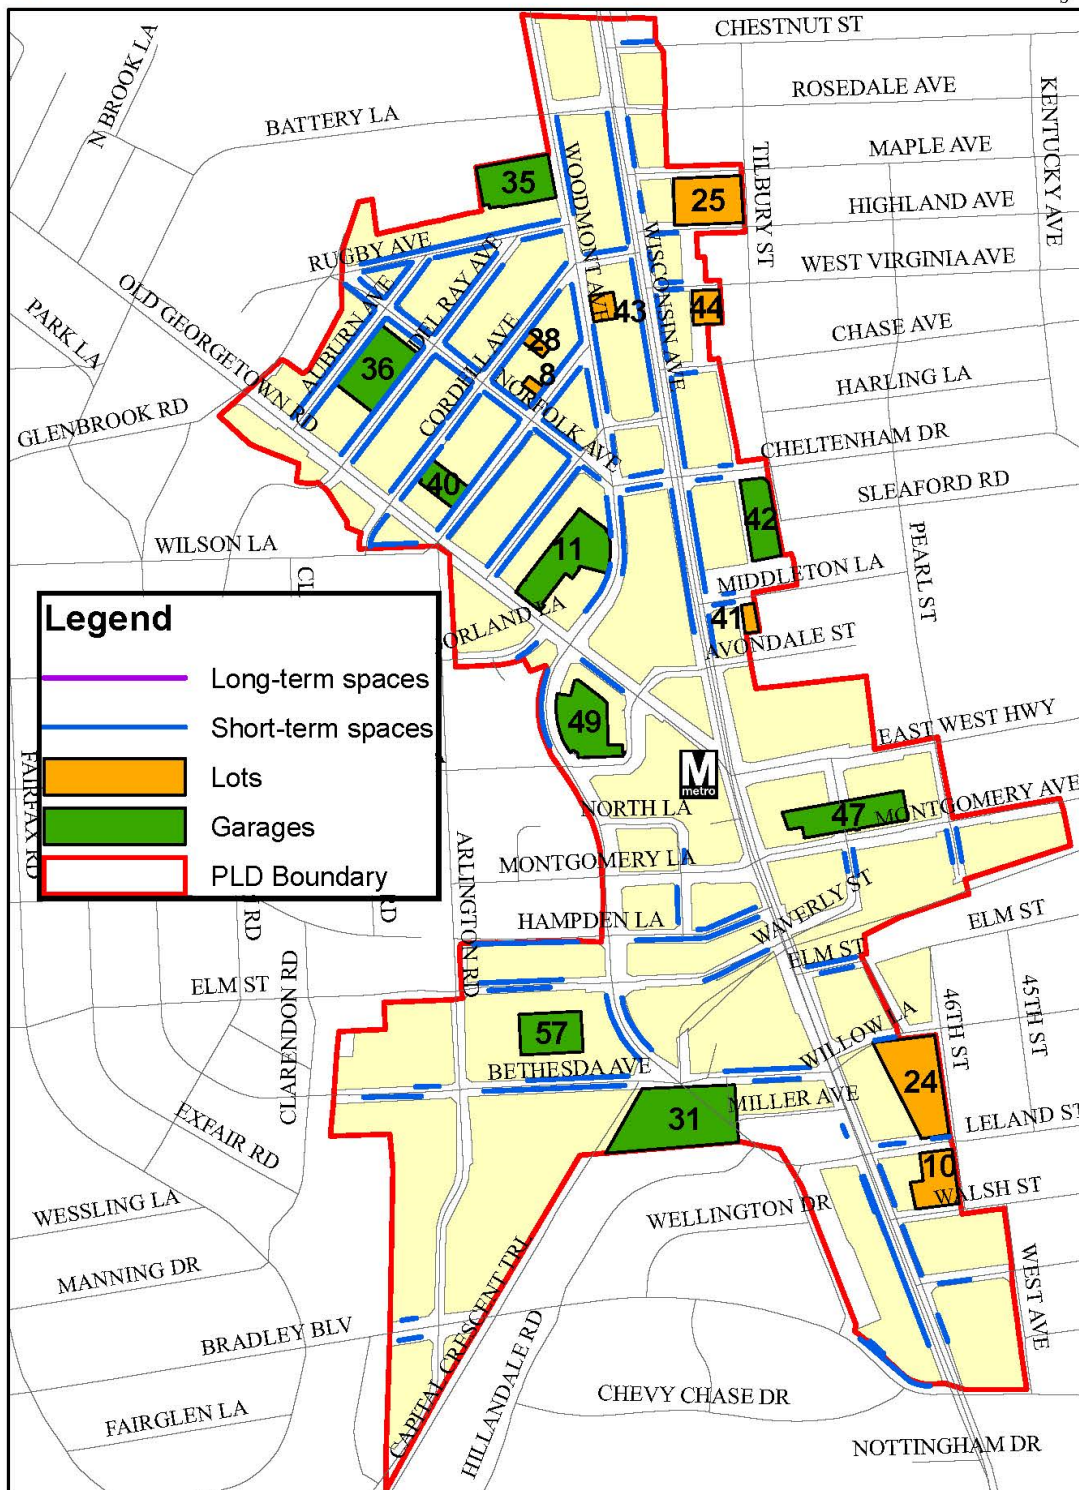 CHESTNUT ST
N BROOK LA
ROSEDALE AVE
KENTUCKY AVE
BATTERY LA
MAPLE AVE
WOODMONT AVE
TILBURY ST
35
25
HIGHLAND AVE
WISCONSIN AVE
RUGBY AVE
DEL RAY AVE
WEST VIRGINIA AVE
OLD GEORGETOWN RD
AUBURN AVE
43
44
PARK LA
CORDELL AVE
28
CHASE AVE
36
8
NORFOLK AVE
HARLING LA
GLENBROOK RD
CHELTENHAM DR
40
SLEAFORD RD
42
WILSON LA
11
PEARL ST
CL
MIDDLETON LA
Legend
41
ORLAND LA
AVONDALE ST
Long-term spaces
Short-term spaces
49
EAST WEST HWY
Lots
M
metro
FAIRFAX RD
NORTH LA
47
MONTGOMERY AVE
Garages
ARLINGTON RD
MONTGOMERY LA
PLD Boundary
RD
RD
HAMPDEN LA
WAVERLY ST
ELM ST
ELM ST
ELM ST
CLARENDON RD
46TH ST
45TH ST
57
WILLOW LA
BETHESDA AVE
24
MILLER AVE
31
LELAND ST
EXFAIR RD
10
WESSLING LA
WALSH ST
WELLINGTON DR
MANNING DR
CAPITAL CRESCENT TRL
WEST AVE
BRADLEY BLV
HILLANDALE RD
CHEVY CHASE DR
FAIRGLEN LA
NOTTINGHAM DR